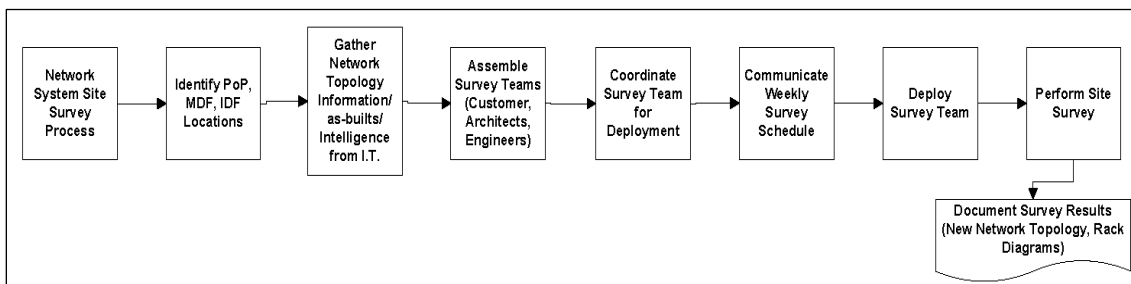 Network
System Site
Survey
Process
Identify PoP,
MDF, IDF
Locations
Gather
Network
Topology
Information/
as-builts/
Intelligence
from I.T.
Assemble
Survey Teams
(Customer,
Architects,
Engineers)
Coordinate
Survey Team
for
Deployment
Communicate
Weekly
Survey
Schedule
Deploy
Survey Team
Perform Site
Survey
Document Survey Results
(New Network Topology, Rack
Diagrams)